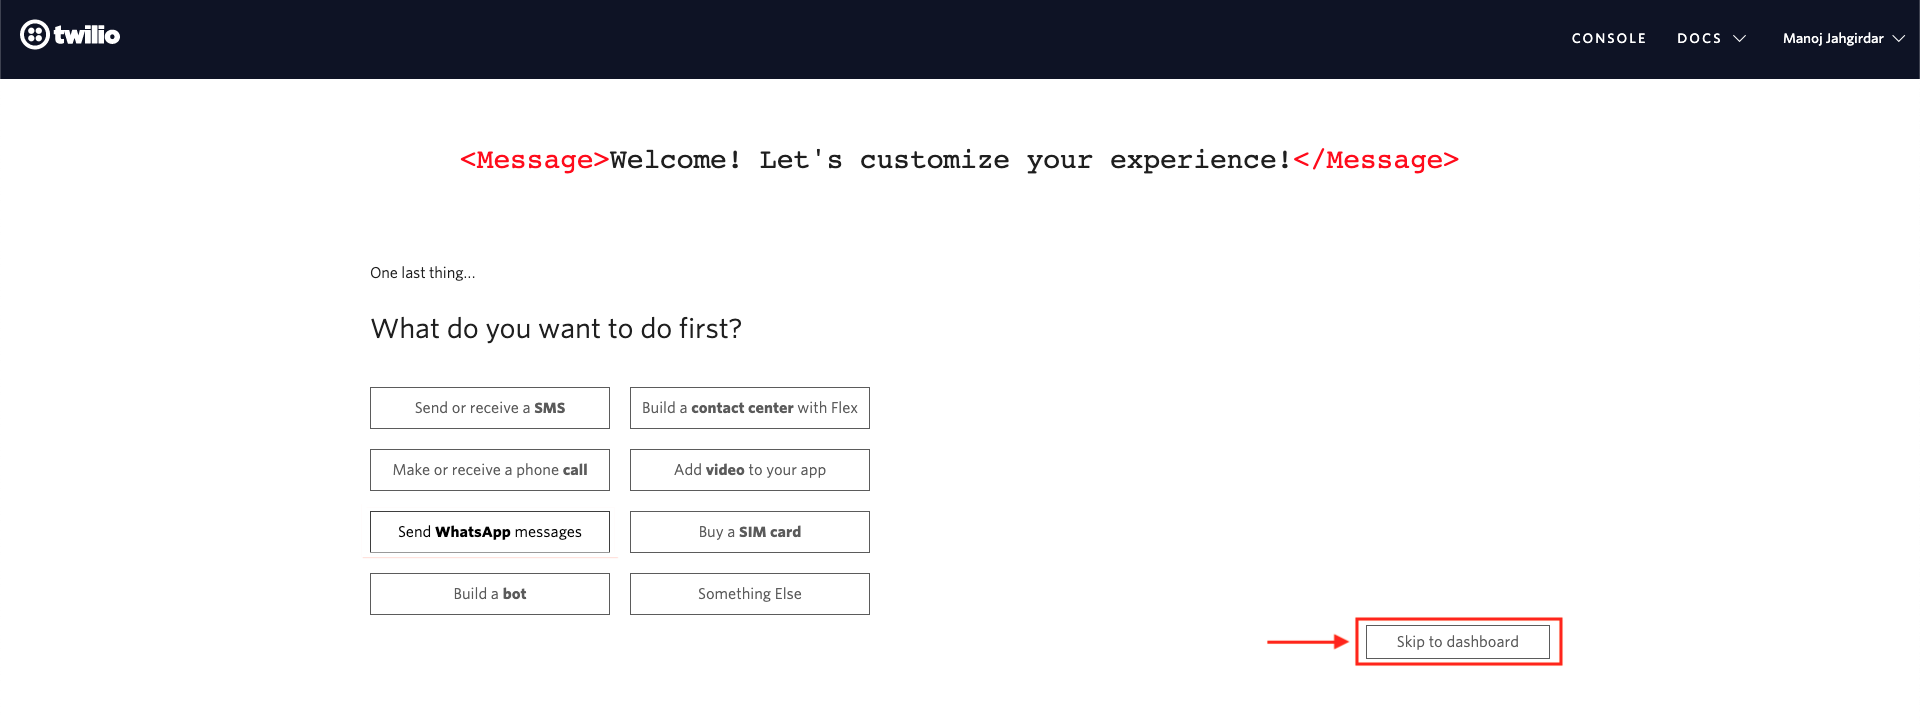 twilio
CONSOLE DOCS Manoj Jahgirdar
<Message>Welcome! Let's customize your experience!</Message>
One last thing...
What do you want to do first?
Send or receive a SMS Build a contact center with Flex
Make or receive a phone call Add video to your app
Send WhatsApp messages Buy a SIM card
Build a bot Something Else
Skip to dashboard